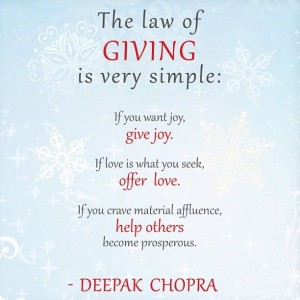 The law of
GIVING
is very simple:
If you want joy,
give joy.
If love is what you seek,
offer love.
If you crave material affluence,
help others
become prosperous.
- DEEPAK CHOPRA